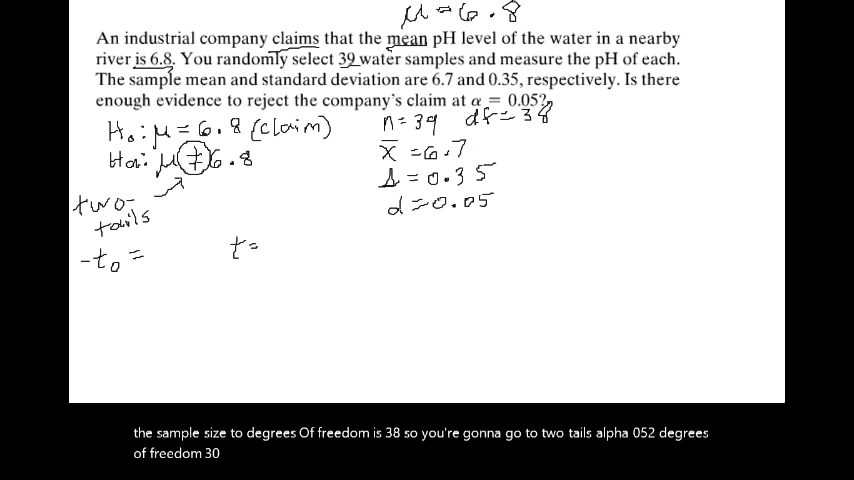 μ = 6.8
An industrial company claims that the mean pH level of the water in a nearby
river is 6.8. You randomly select 39 water samples and measure the pH of each.
The sample mean and standard deviation are 6.7 and 0.35, respectively. Is there
enough evidence to reject the company's claim at α = 0.05?
H₀: μ = 6.8 (claim)
Ha: μ ≠ 6.8
n = 39 df = 38
x̄ = 6.7
s = 0.35
α = 0.05
two-
tails
-t₀ =
t =
the sample size to degrees Of freedom is 38 so you're gonna go to two tails alpha 052 degrees
of freedom 30